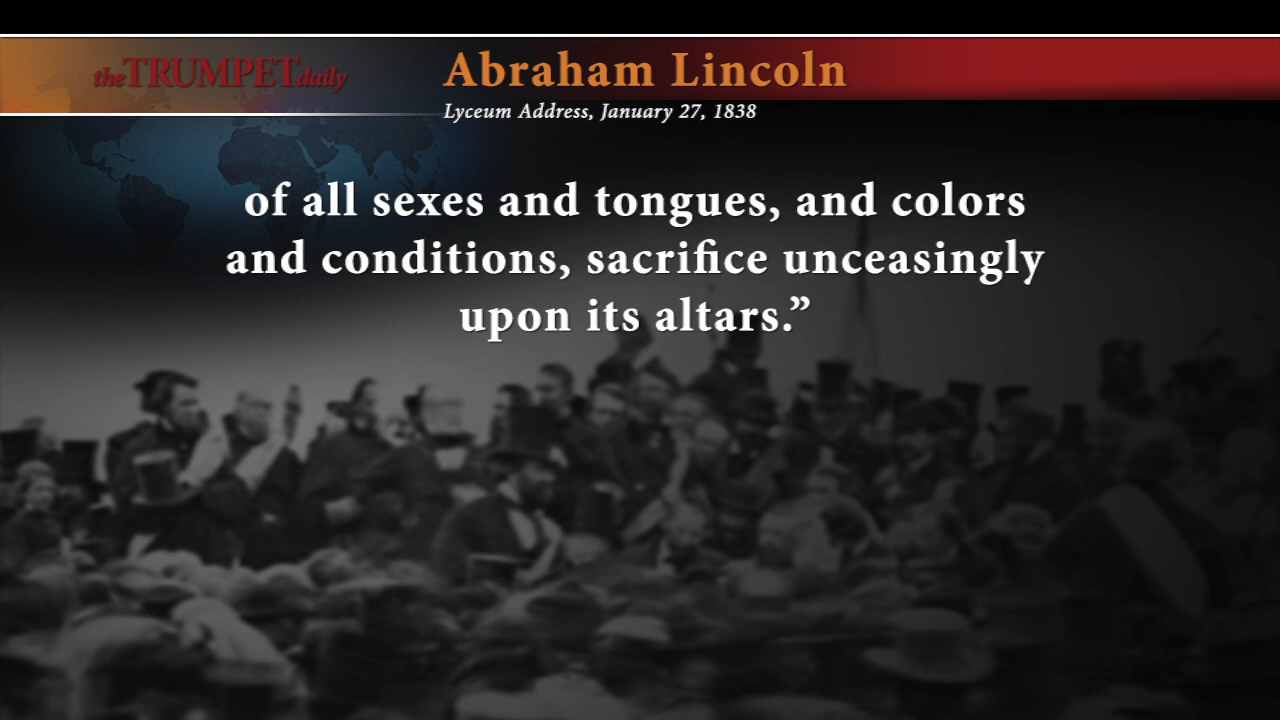 theTRUMPETdaily
Abraham Lincoln
Lyceum Address, January 27, 1838
of all sexes and tongues, and colors
and conditions, sacrifice unceasingly
upon its altars.”